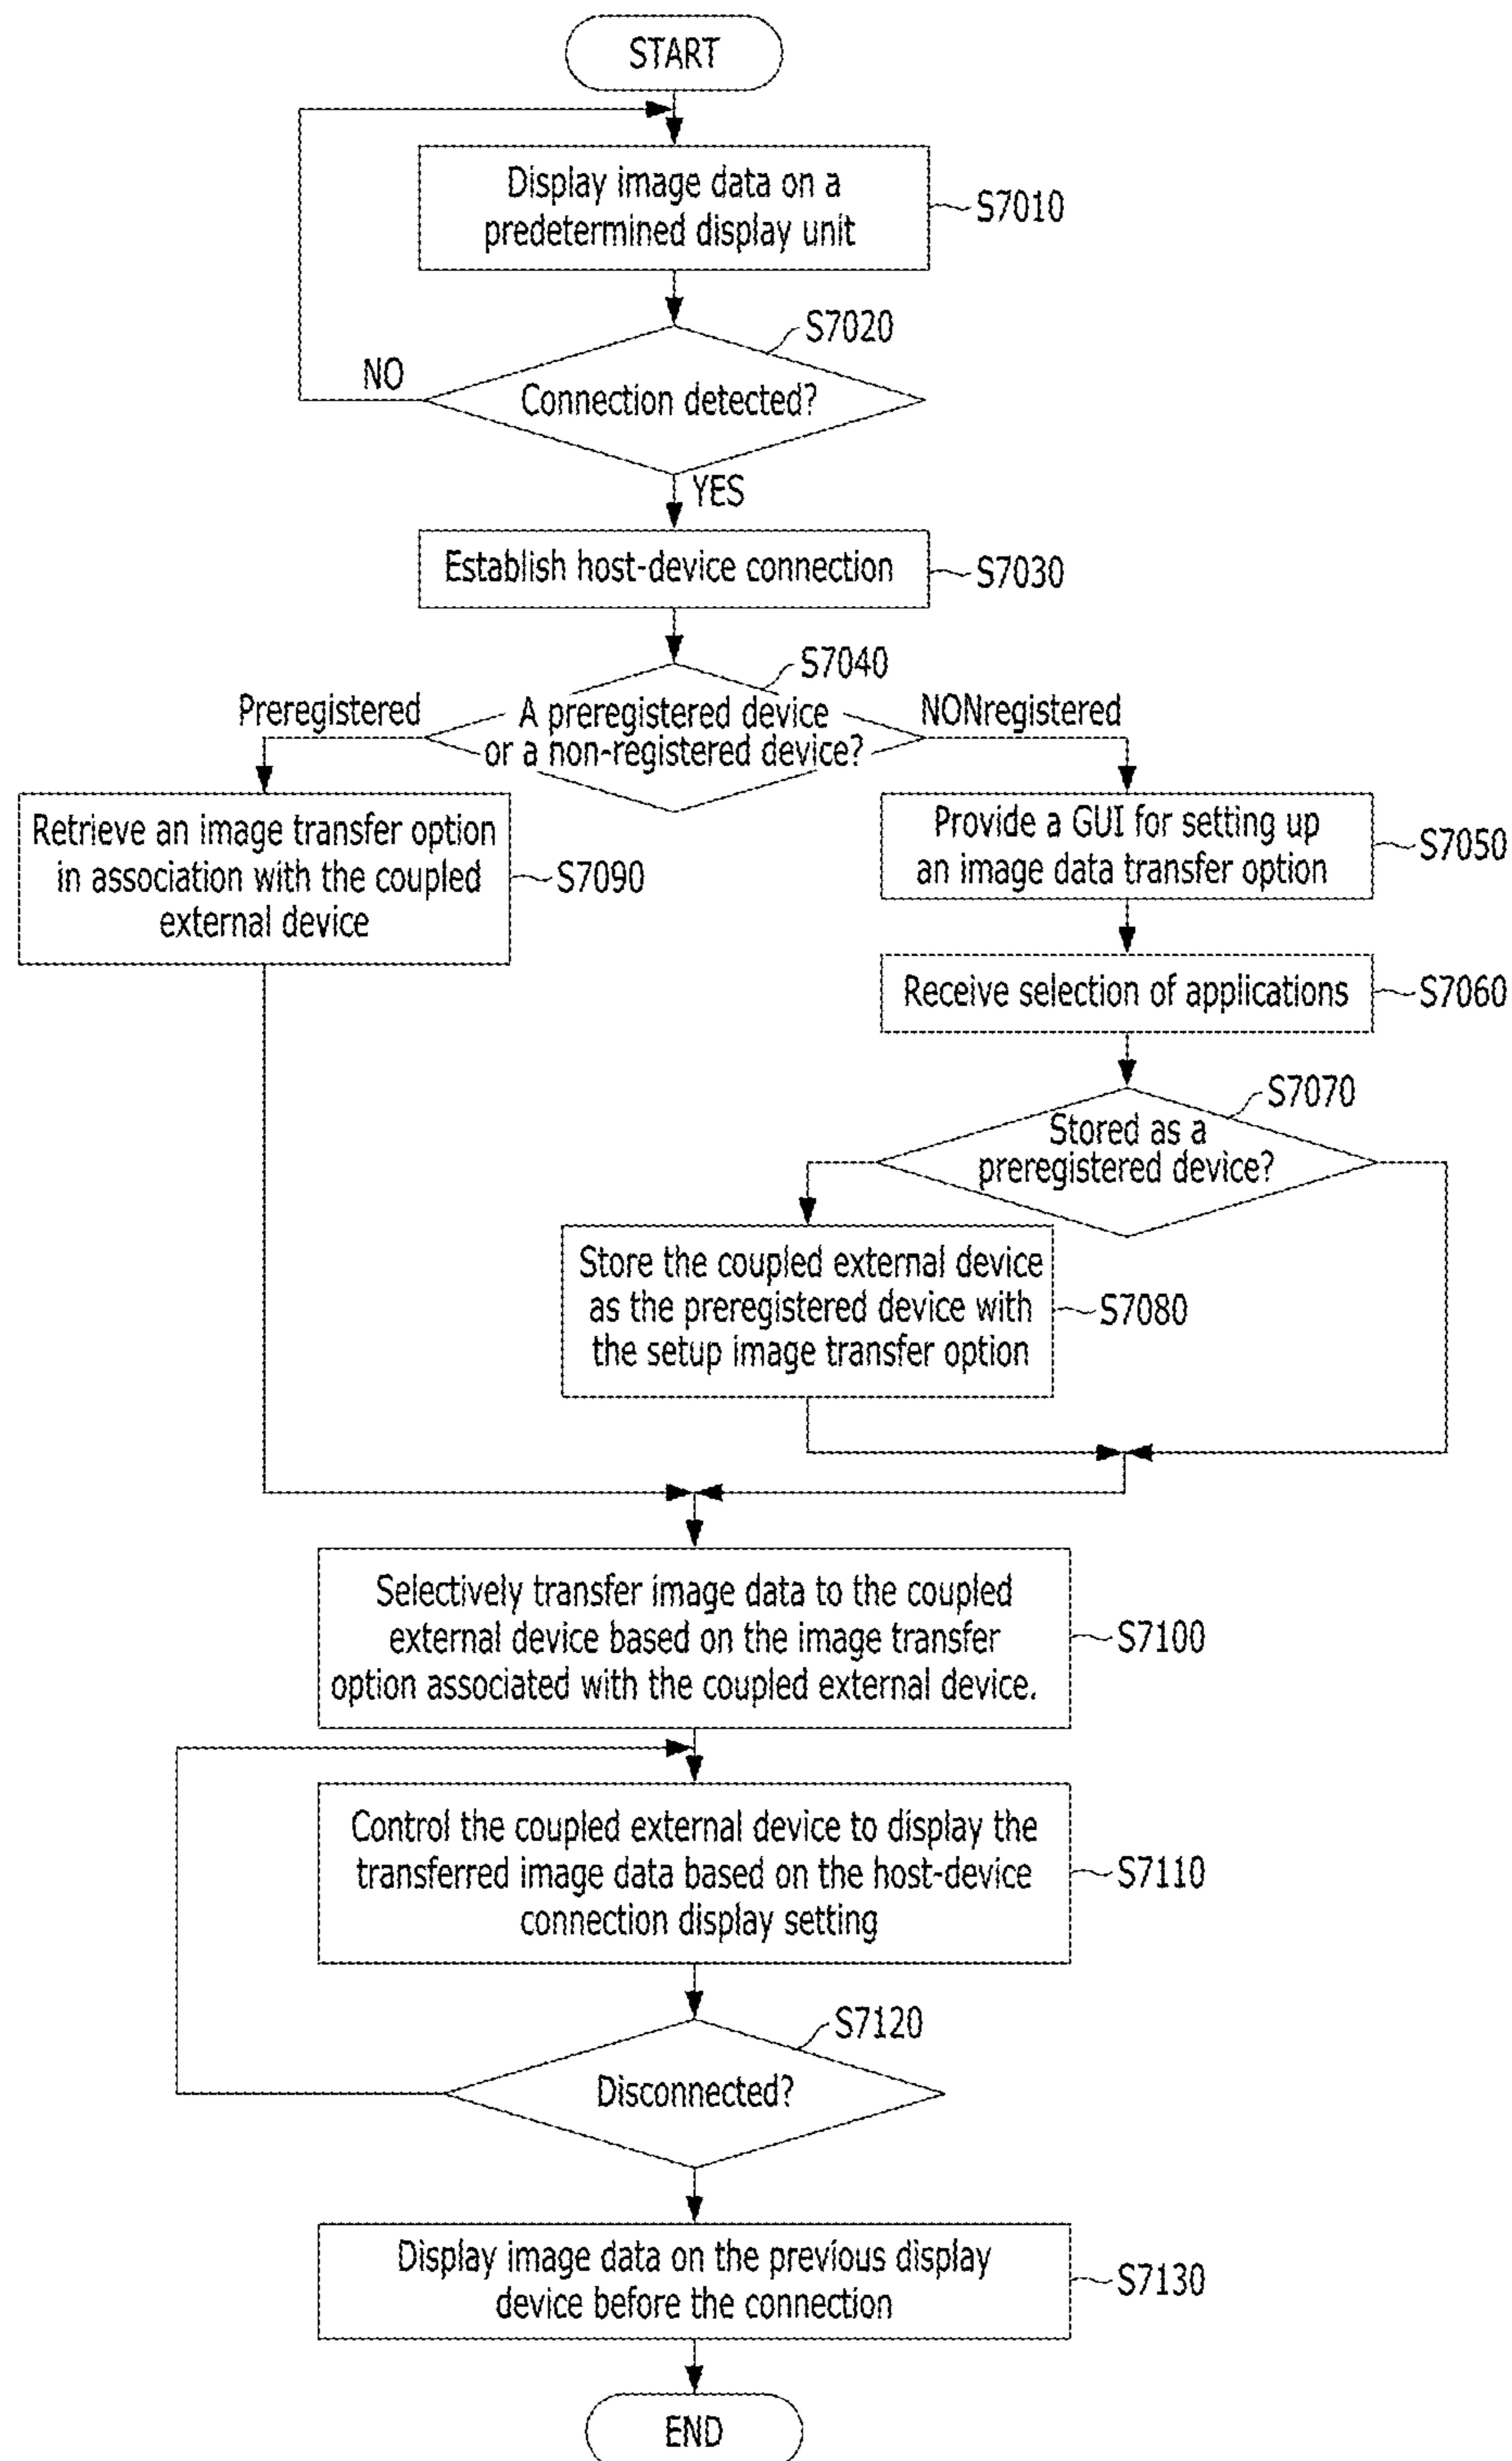 START
Display image data on a
predetermined display unit
S7010
S7020
Connection detected?
NO
YES
Establish host-device connection
S7030
S7040
Preregistered
A preregistered device
or a non-registered device?
NONregistered
Retrieve an image transfer option
in association with the coupled
external device
S7090
Provide a GUI for setting up
an image data transfer option
S7050
Receive selection of applications
S7060
S7070
Stored as a
preregistered device?
Store the coupled external device
as the preregistered device with
the setup image transfer option
S7080
Selectively transfer image data to the coupled
external device based on the image transfer
option associated with the coupled external device.
S7100
Control the coupled external device to display the
transferred image data based on the host-device
connection display setting
S7110
S7120
Disconnected?
Display image data on the previous display
device before the connection
S7130
END